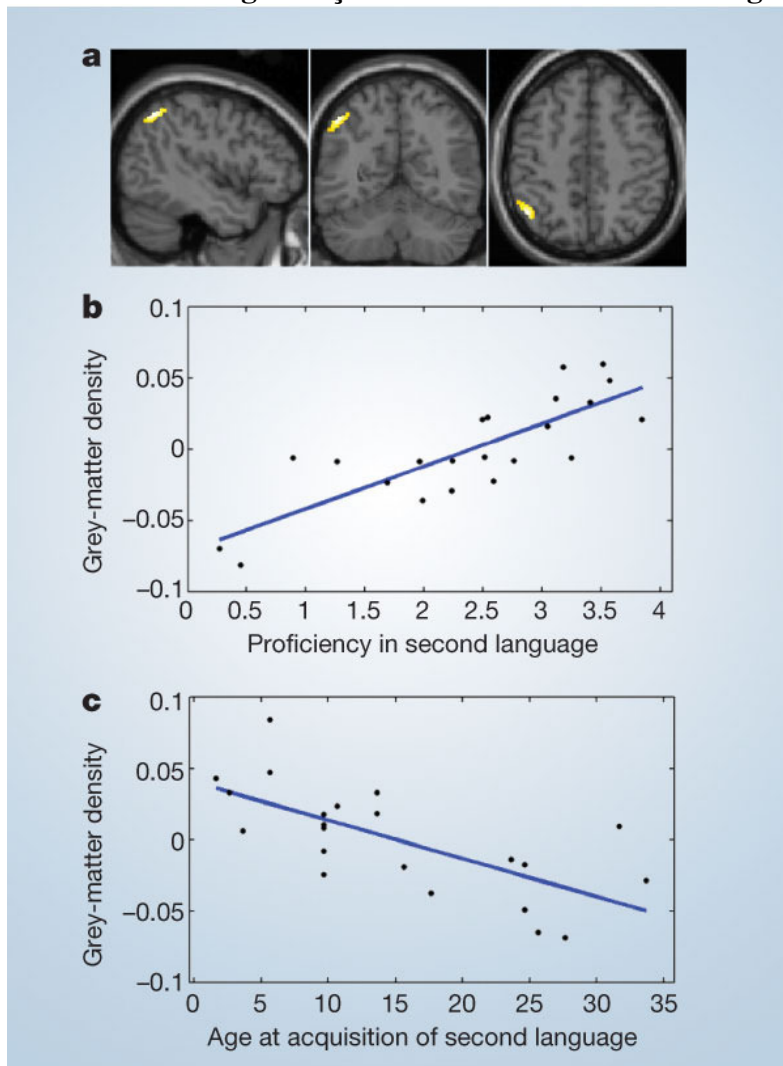 a
b
0.1
0.05
0
−0.05
−0.1
Grey-matter density
0 0.5 1 1.5 2 2.5 3 3.5 4
Proficiency in second language
c
0.1
0.05
0
−0.05
−0.1
Grey-matter density
0 5 10 15 20 25 30 35
Age at acquisition of second language